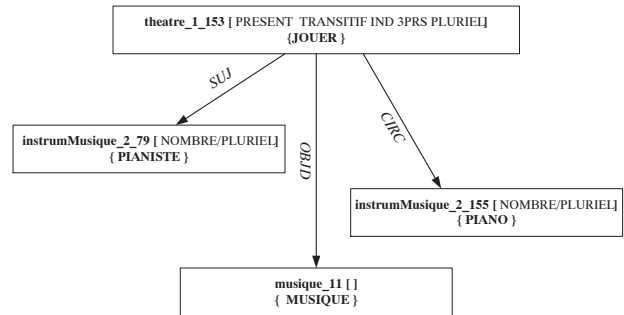 theatre_1_153 [ PRESENT TRANSITIF IND 3PRS PLURIEL]
{JOUER }
SUJ
OBJD
CIRC
instrumMusique_2_79 [ NOMBRE/PLURIEL]
{ PIANISTE }
instrumMusique_2_155 [ NOMBRE/PLURIEL]
{ PIANO }
musique_11 [ ]
{ MUSIQUE }